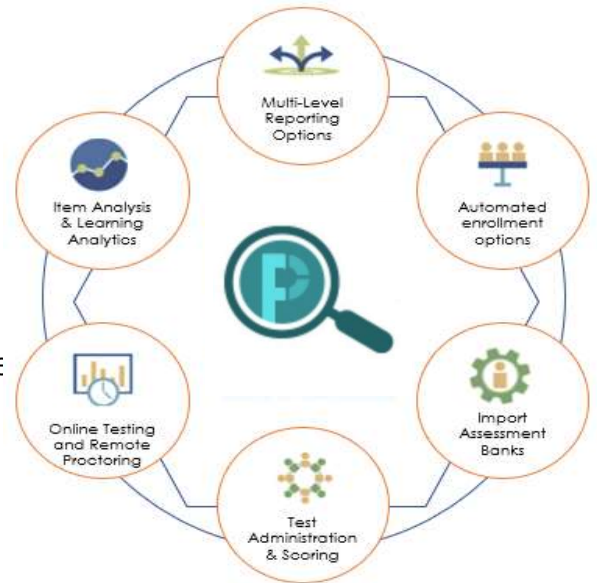 Multi-Level
Reporting
Options
Automated
enrollment
options
Import
Assessment
Banks
Test
Administration
& Scoring
Online Testing
and Remote
Proctoring
Item Analysis
& Learning
Analytics